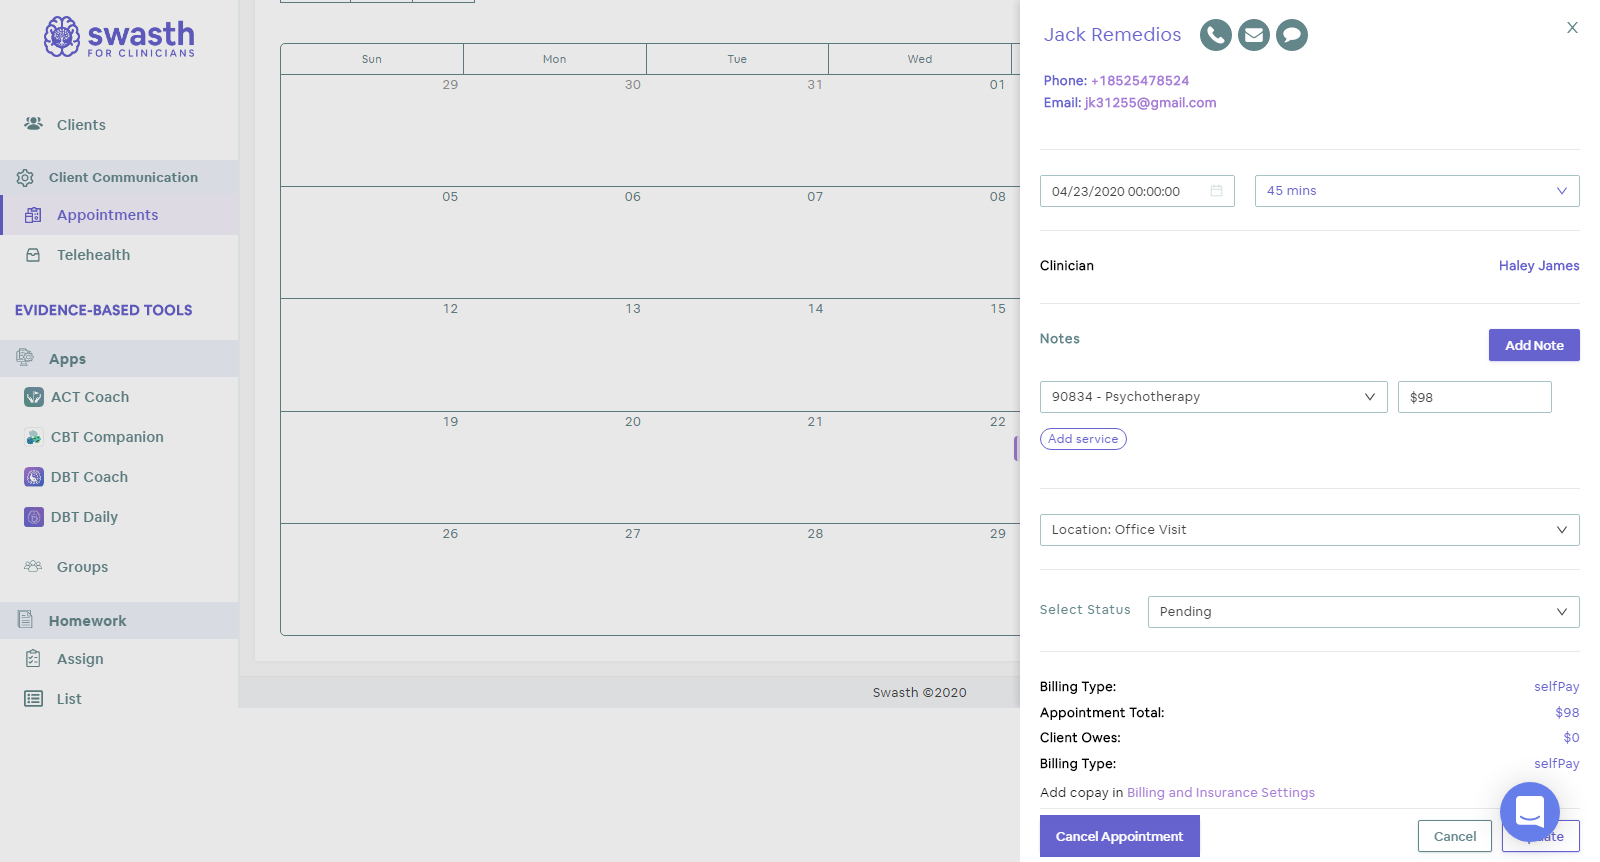 swasth
FOR CLINICIANS
Clients
Client Communication
Appointments
Telehealth
EVIDENCE-BASED TOOLS
Apps
ACT Coach
CBT Companion
DBT Coach
DBT Daily
Groups
Homework
Assign
List
Sun Mon Tue Wed
29 30 31 01
05 06 07 08
12 13 14 15
19 20 21 22
26 27 28 29
Swasth ©2020
Jack Remedios
X
Phone: +18525478524
Email: jk31255@gmail.com
04/23/2020 00:00:00 45 mins
Clinician Haley James
Notes
Add Note
90834 - Psychotherapy $98
Add service
Location: Office Visit
Select Status Pending
Billing Type: selfPay
Appointment Total: $98
Client Owes: $0
Billing Type: selfPay
Add copay in Billing and Insurance Settings
Cancel Appointment Cancel